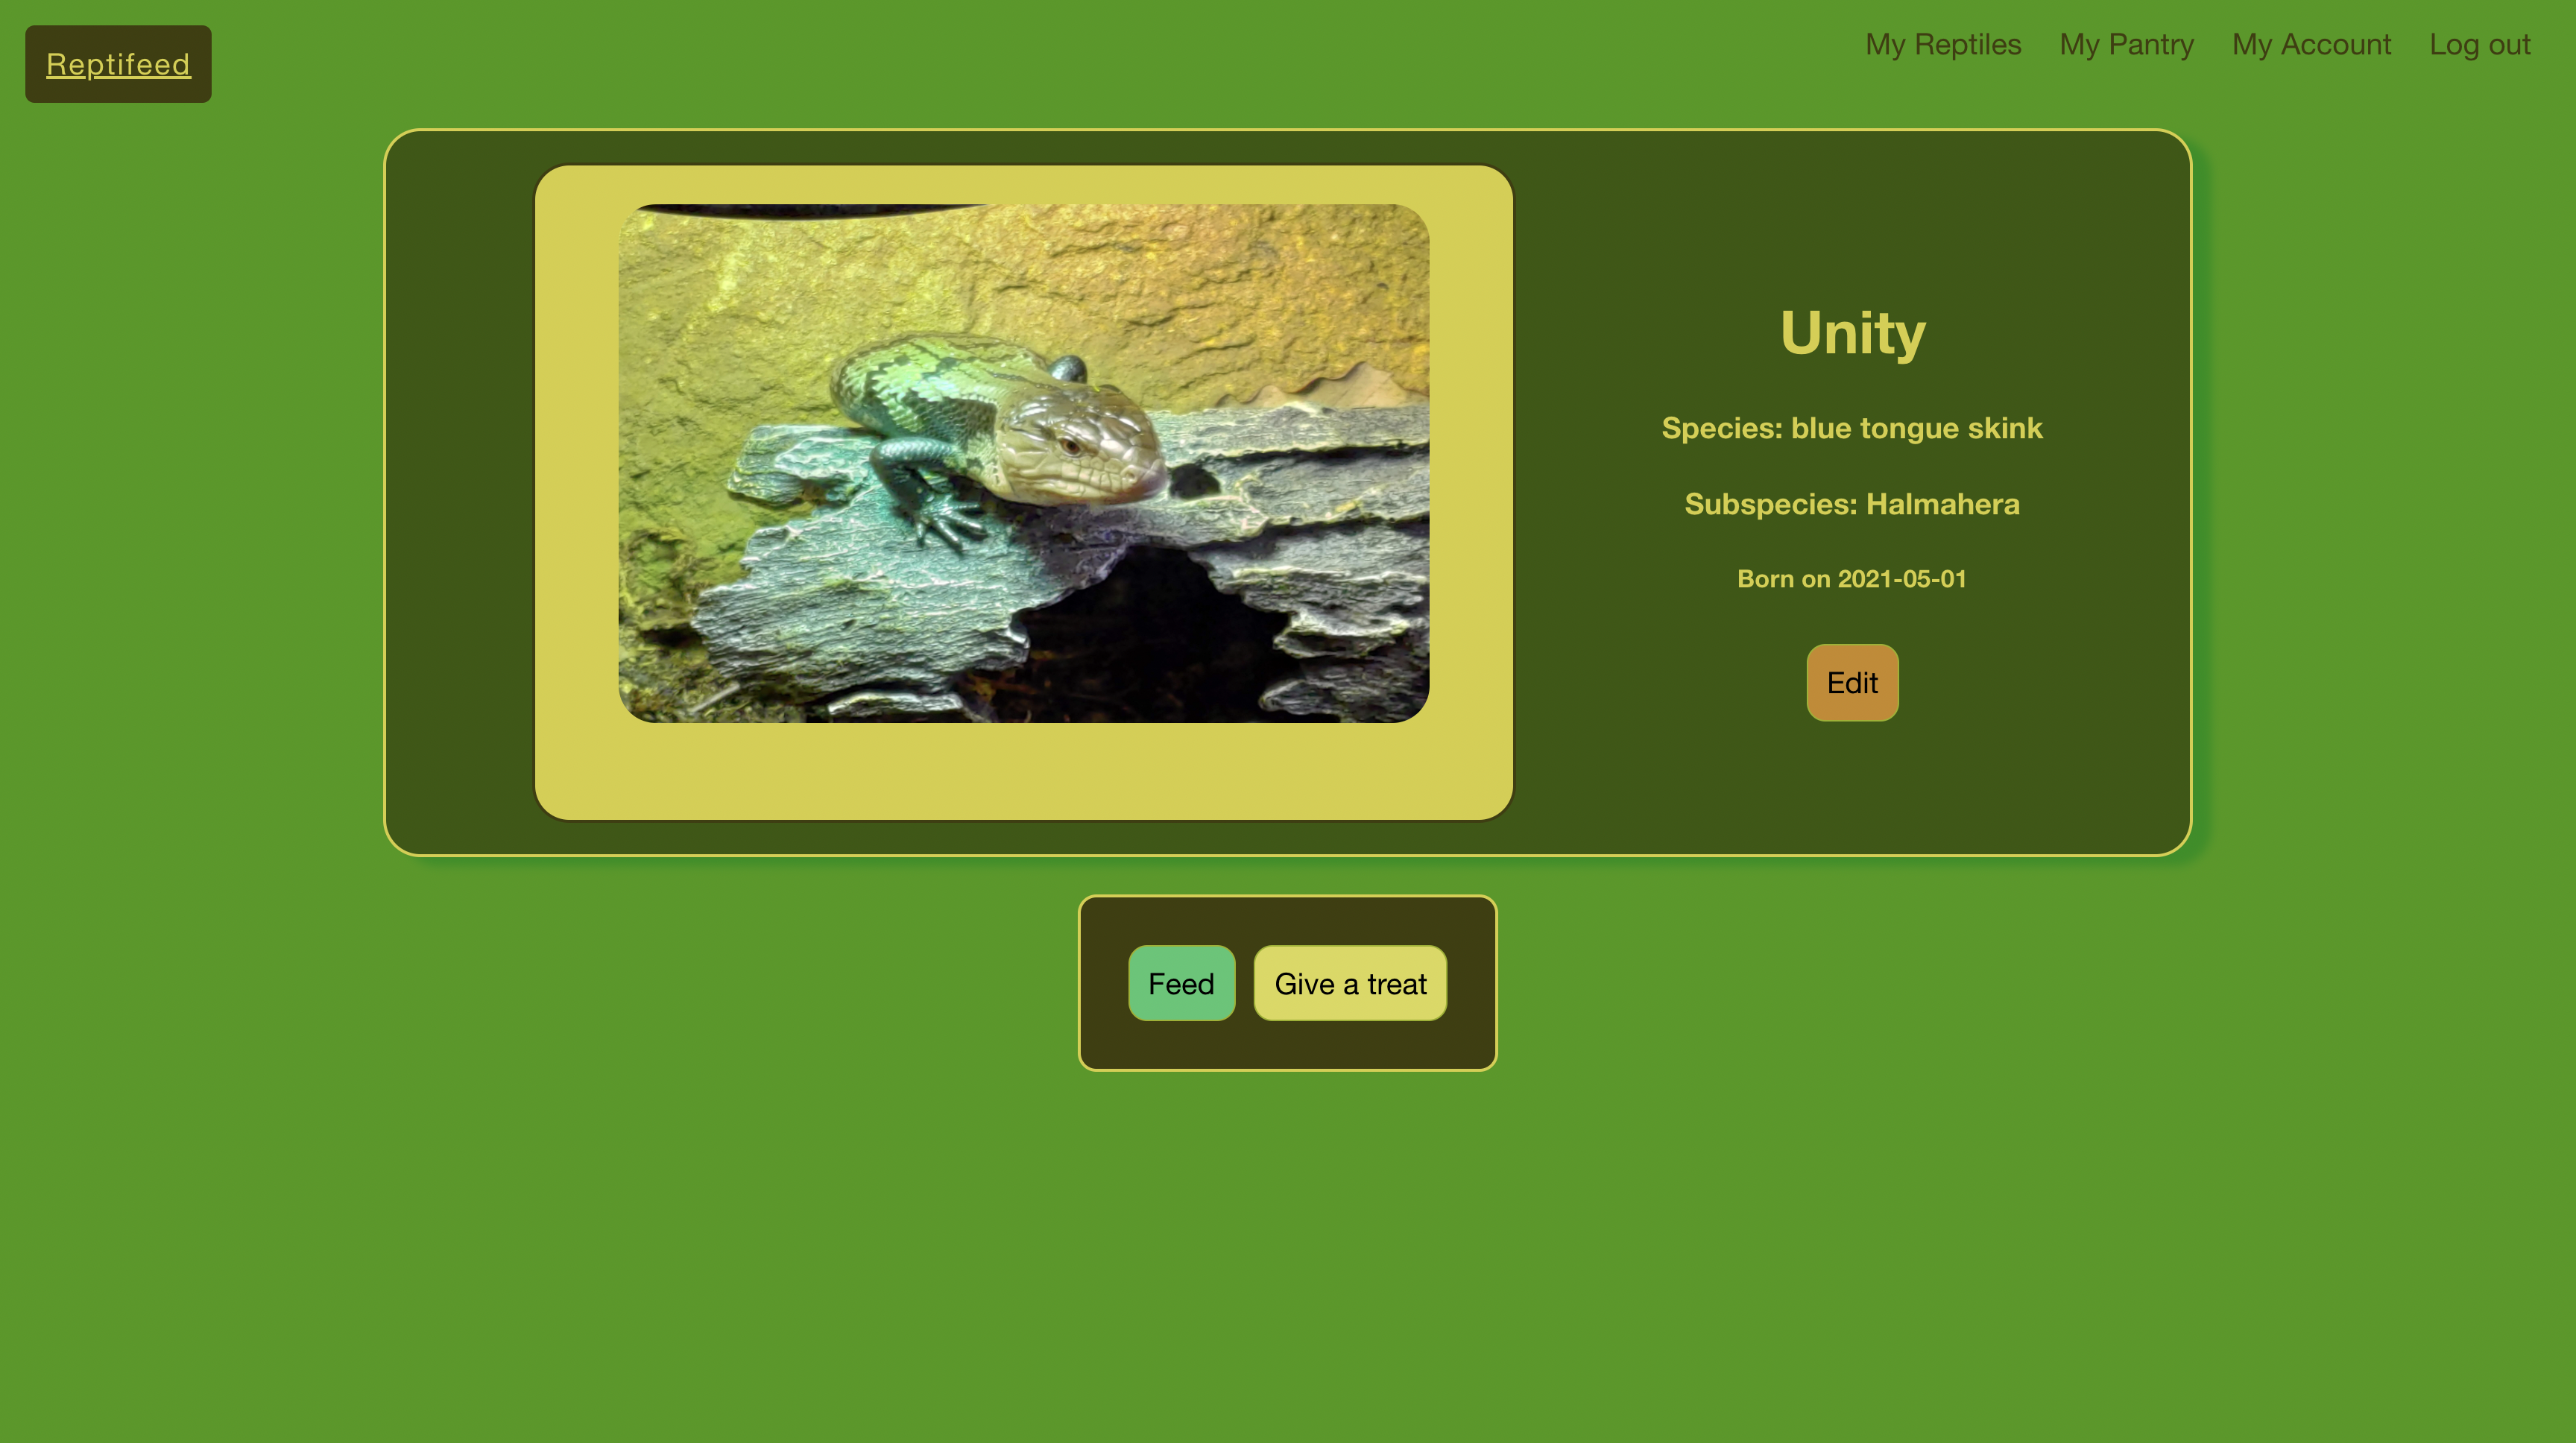 Reptifeed
My Reptiles
My Pantry
My Account
Log out
Unity
Species: blue tongue skink
Subspecies: Halmahera
Born on 2021-05-01
Edit
Feed
Give a treat